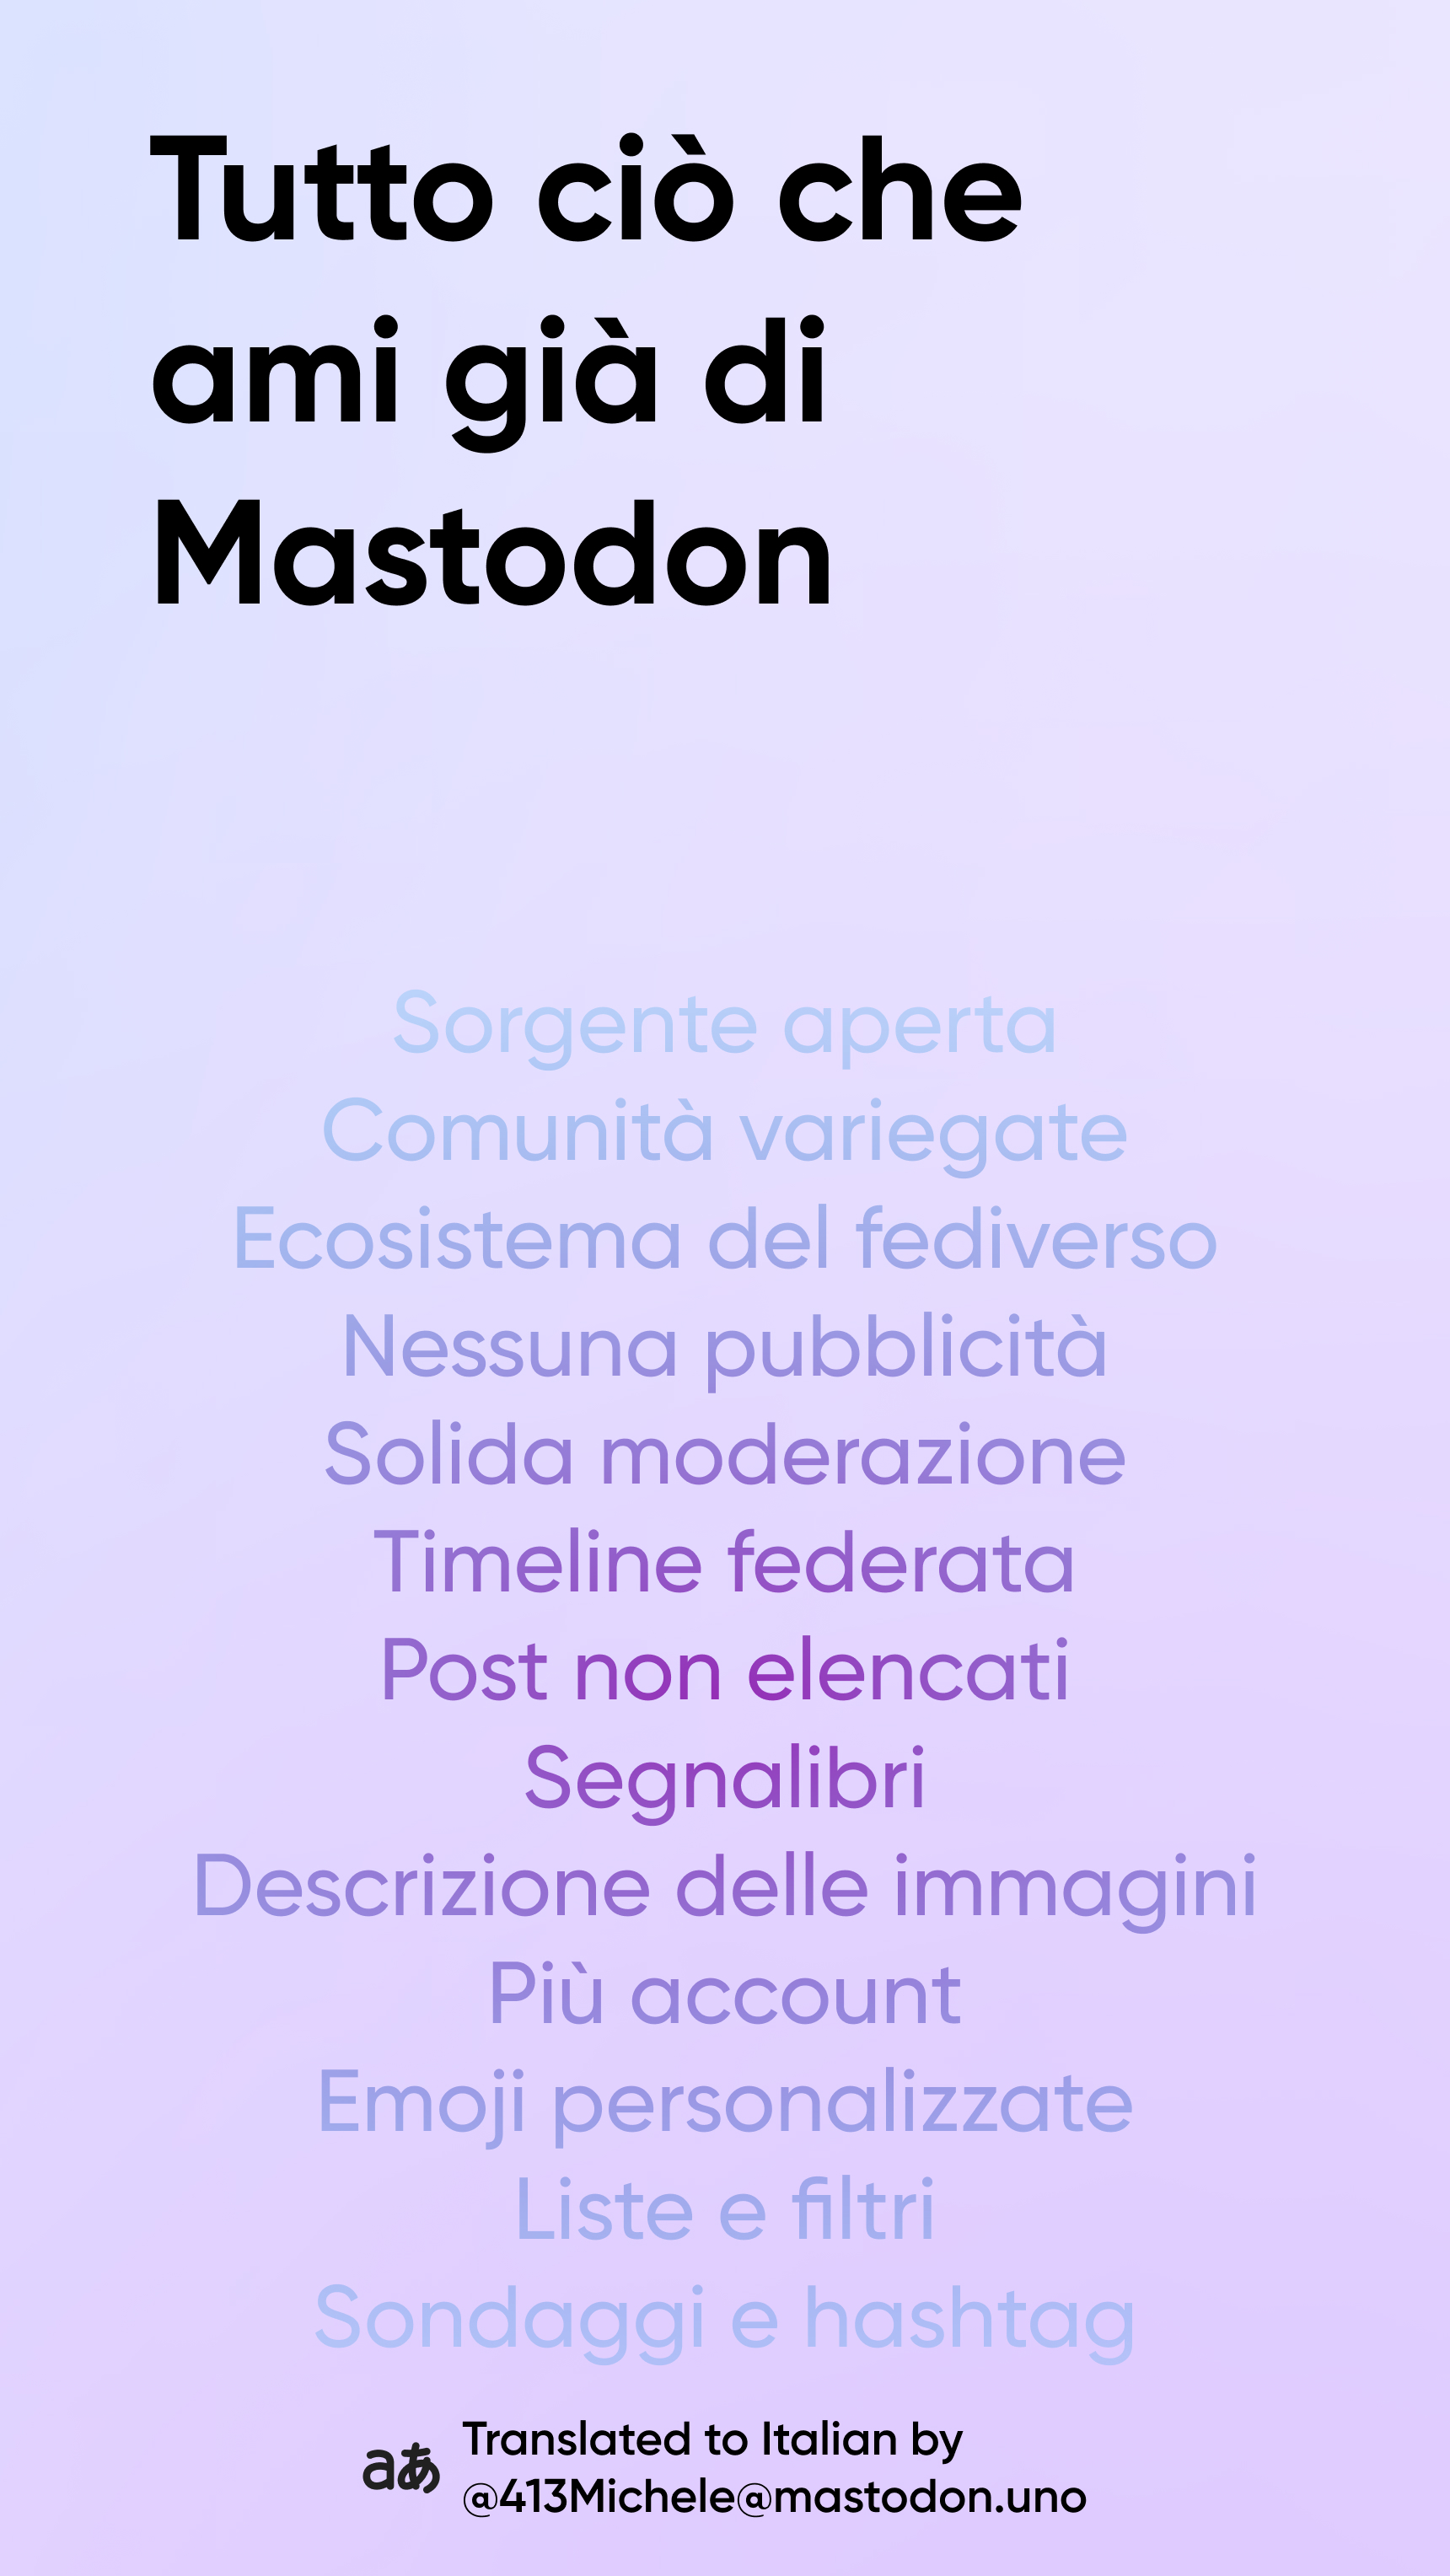 Tutto ciò che
ami già di
Mastodon
Sorgente aperta
Comunità variegate
Ecosistema del fediverso
Nessuna pubblicità
Solida moderazione
Timeline federata
Post non elencati
Segnalibri
Descrizione delle immagini
Più account
Emoji personalizzate
Liste e filtri
Sondaggi e hashtag
aあ
Translated to Italian by
@413Michele@mastodon.uno